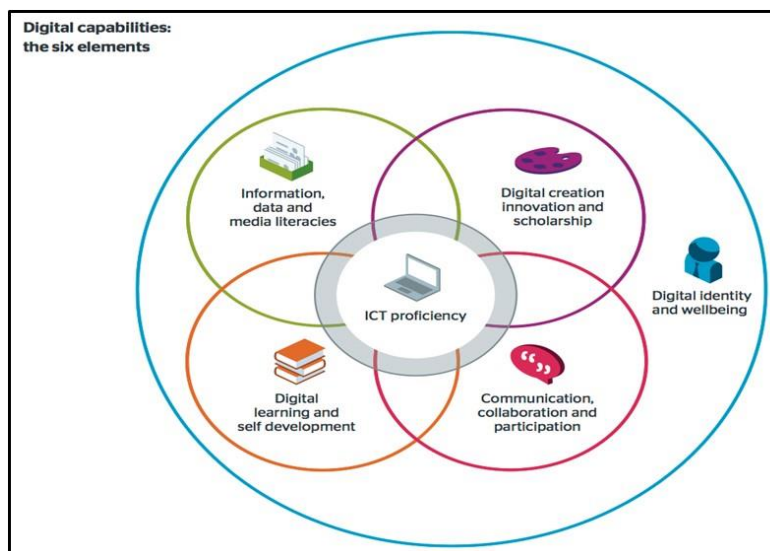 Digital capabilities:
the six elements
Information,
data and
media literacies
Digital creation
innovation and
scholarship
ICT proficiency
Digital identity
and wellbeing
Digital
learning and
self development
Communication,
collaboration and
participation